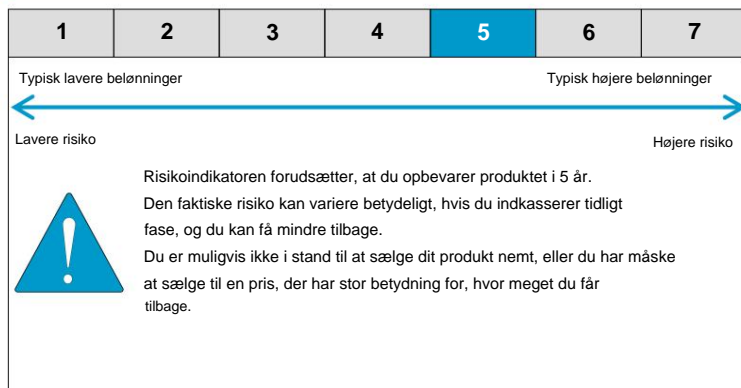 1 2 3 4 5 6 7
Typisk lavere belønninger Typisk højere belønninger
Lavere risiko Højere risiko
Risikoindikatoren forudsætter, at du opbevarer produktet i 5 år.
Den faktiske risiko kan variere betydeligt, hvis du indkasserer tidligt
fase, og du kan få mindre tilbage.
Du er muligvis ikke i stand til at sælge dit produkt nemt, eller du har måske
at sælge til en pris, der har stor betydning for, hvor meget du får
tilbage.